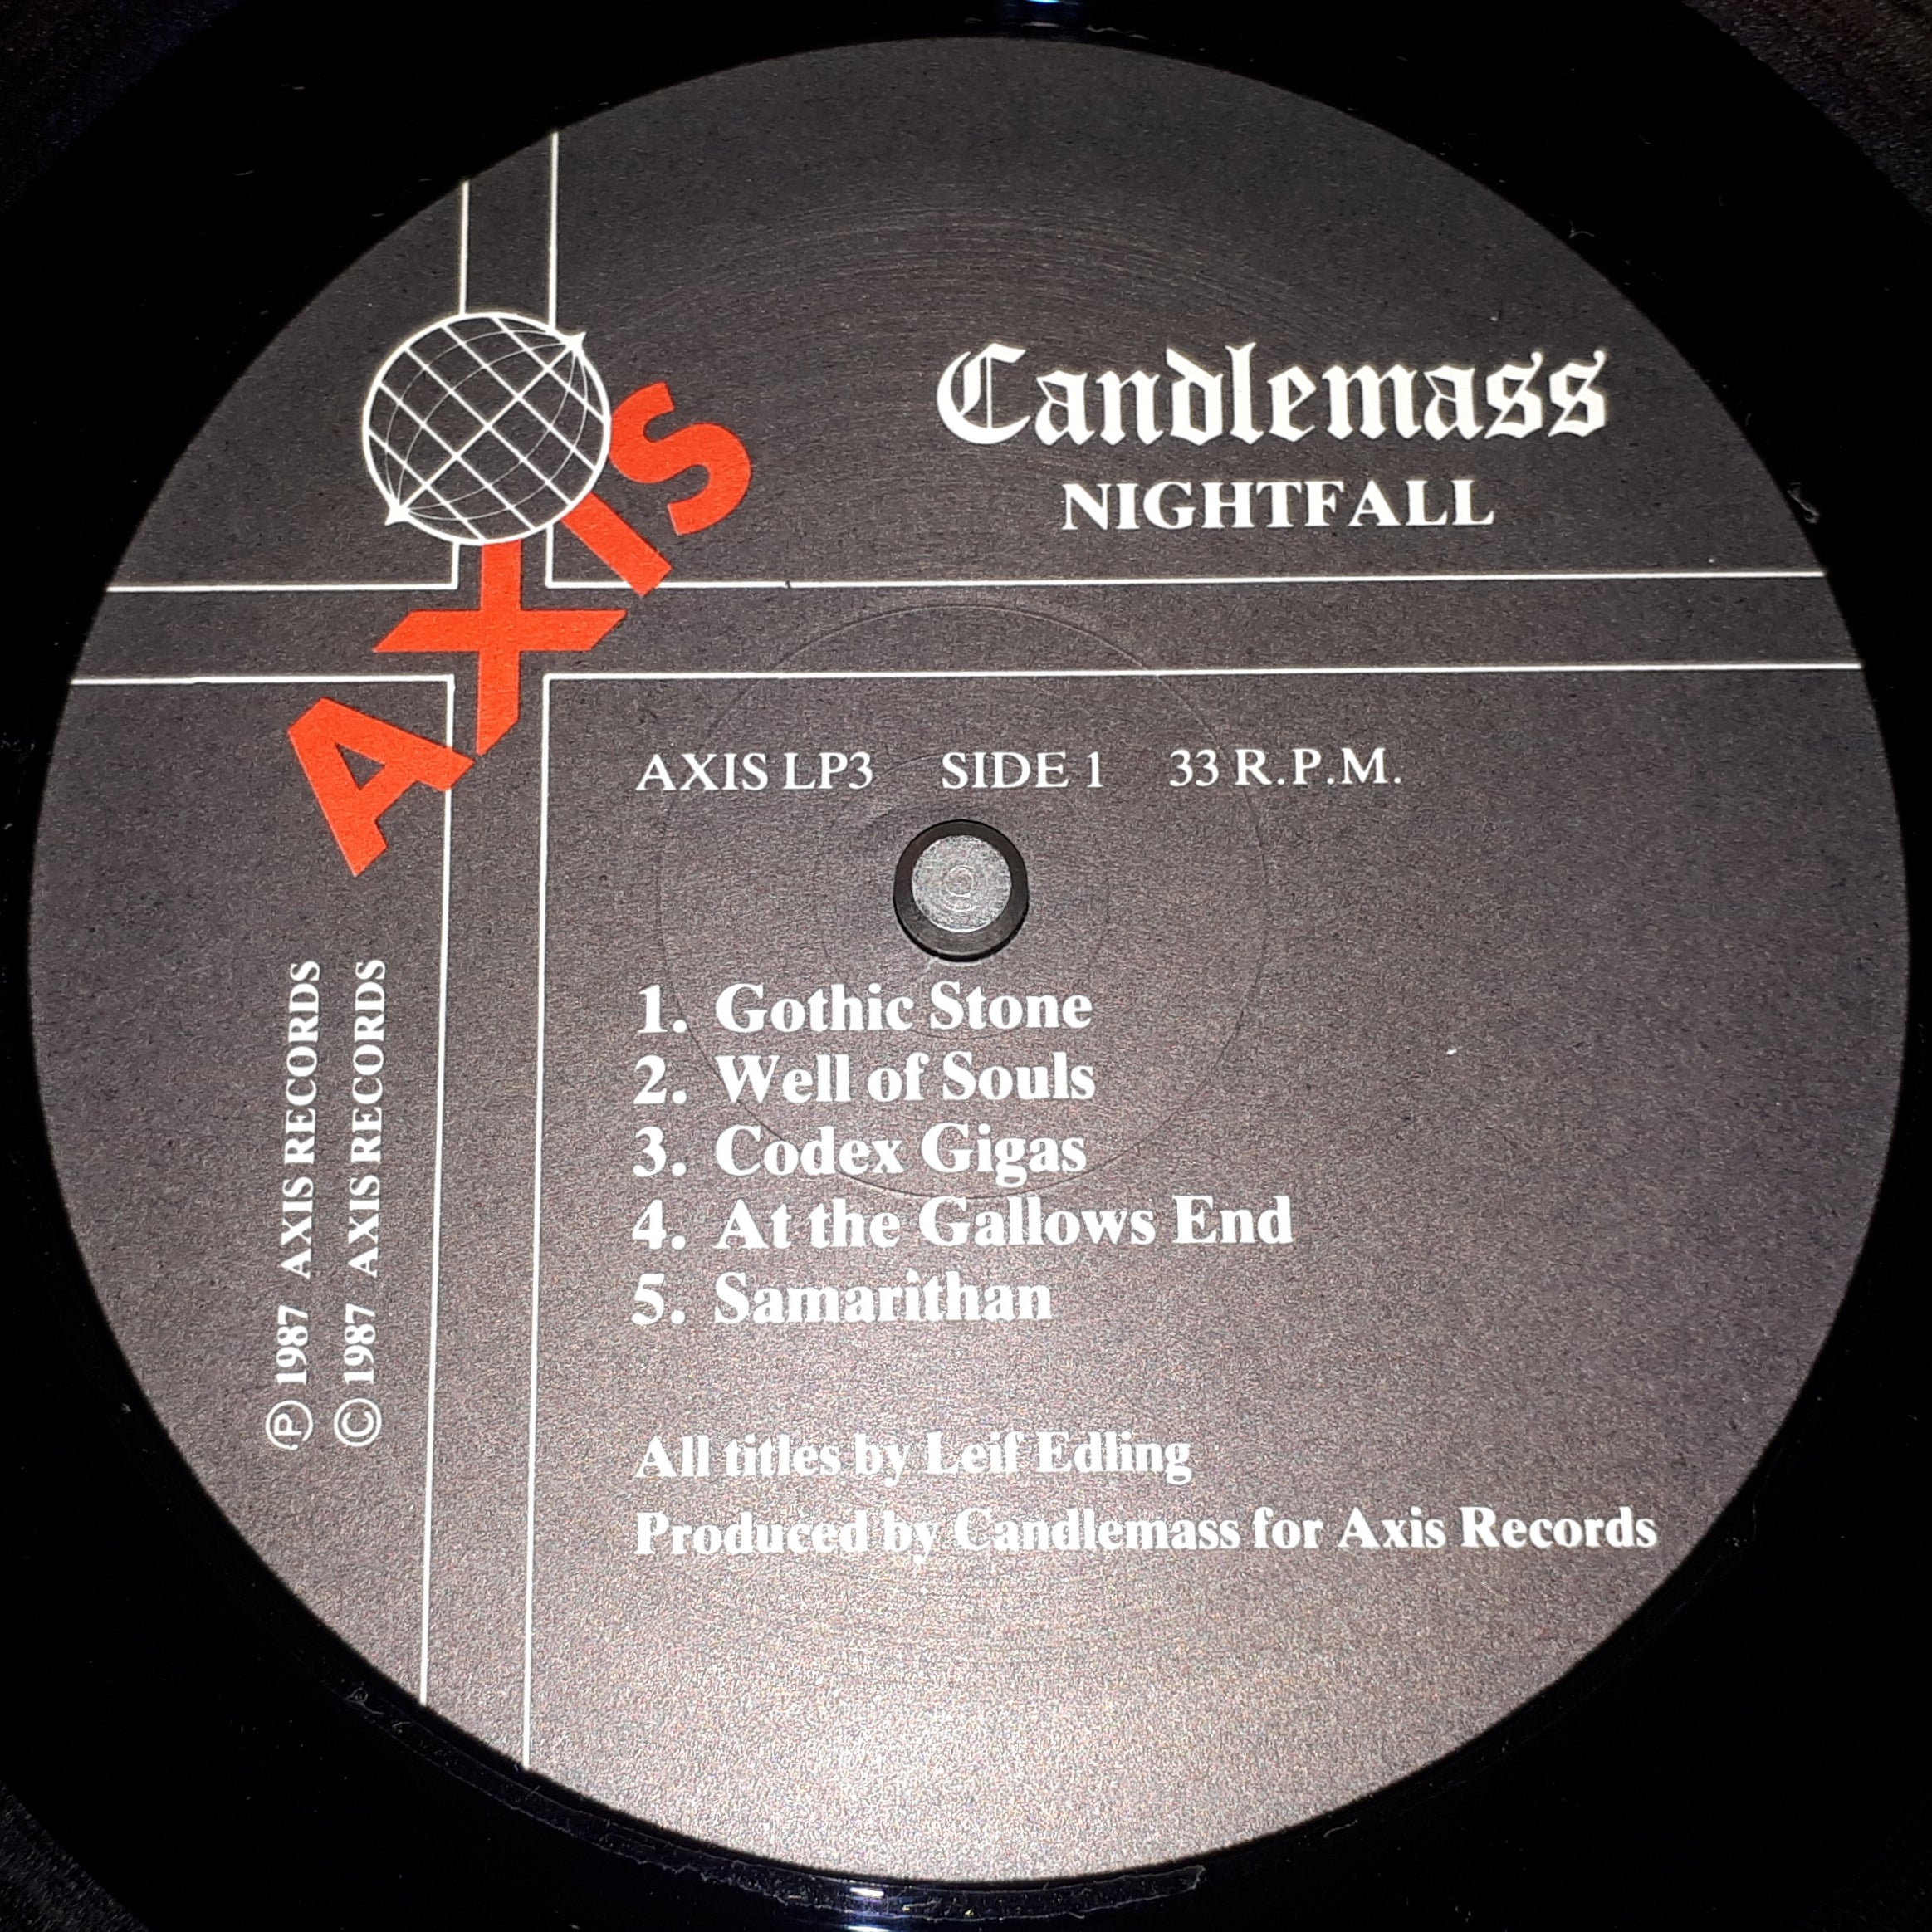 Candlemass
NIGHTFALL
AXIS
AXIS LP3 SIDE 1 33 R.P.M.
1. Gothic Stone
2. Well of Souls
3. Codex Gigas
4. At the Gallows End
5. Samarithan
All titles by Leif Edling
Produced by Candlemass for Axis Records
℗ 1987 AXIS RECORDS
© 1987 AXIS RECORDS